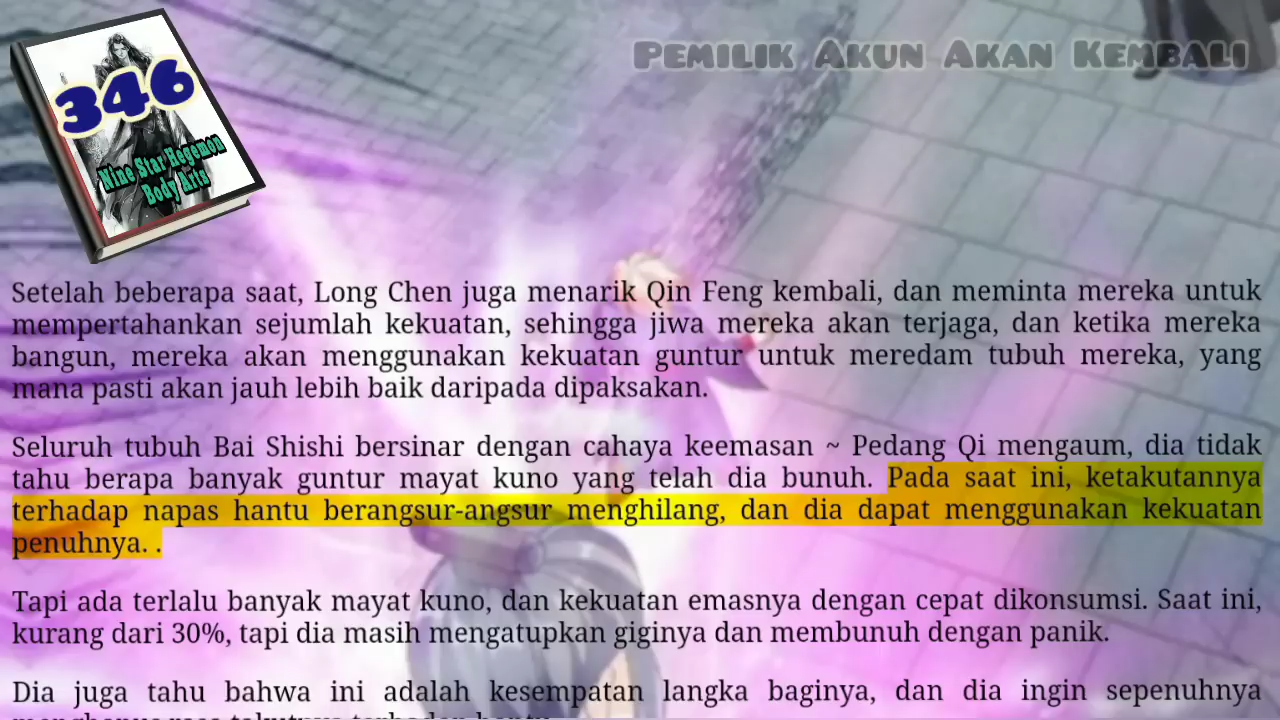 346
Nine Star Hegemon
Body Arts
Pemilik Akun Akan Kembali
Setelah beberapa saat, Long Chen juga menarik Qin Feng kembali, dan meminta mereka untuk
mempertahankan sejumlah kekuatan, sehingga jiwa mereka akan terjaga, dan ketika mereka
bangun, mereka akan menggunakan kekuatan guntur untuk meredam tubuh mereka, yang
mana pasti akan jauh lebih baik daripada dipaksakan.
Seluruh tubuh Bai Shishi bersinar dengan cahaya keemasan ~ Pedang Qi mengaum, dia tidak
tahu berapa banyak guntur mayat kuno yang telah dia bunuh. Pada saat ini, ketakutannya
terhadap napas hantu berangsur-angsur menghilang, dan dia dapat menggunakan kekuatan
penuhnya. .
Tapi ada terlalu banyak mayat kuno, dan kekuatan emasnya dengan cepat dikonsumsi. Saat ini,
kurang dari 30%, tapi dia masih mengatupkan giginya dan membunuh dengan panik.
Dia juga tahu bahwa ini adalah kesempatan langka baginya, dan dia ingin sepenuhnya